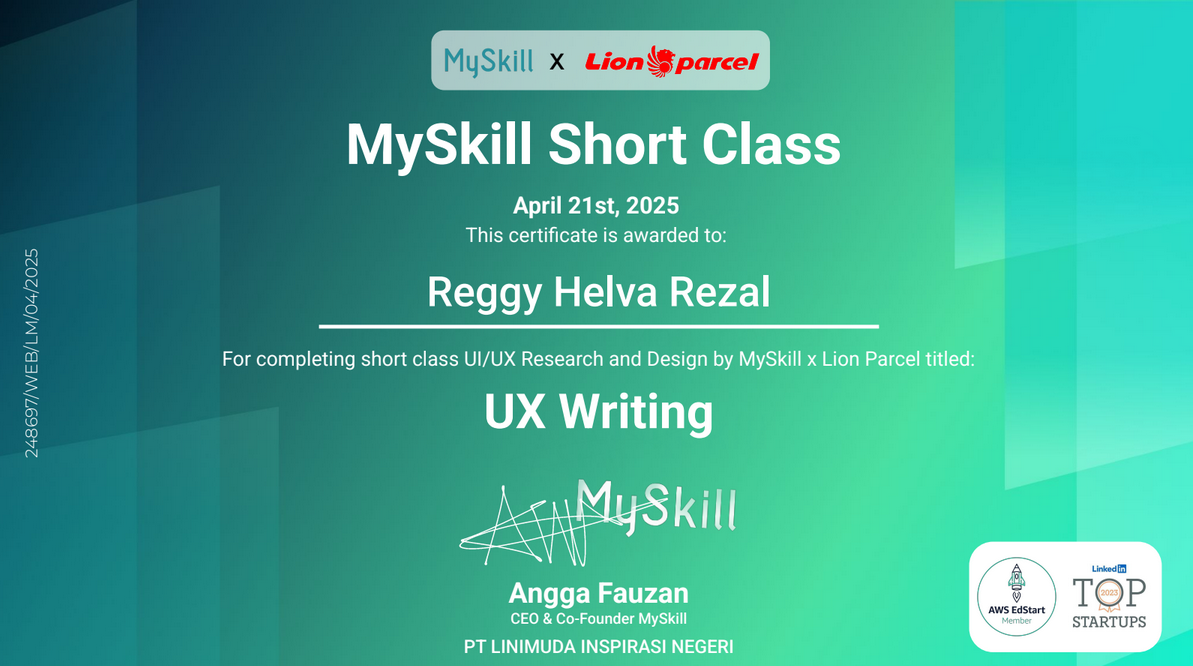 MySkill X Lion parcel
MySkill Short Class
April 21st, 2025
This certificate is awarded to:
Reggy Helva Rezal
For completing short class UI/UX Research and Design by MySkill x Lion Parcel titled:
UX Writing
MySkill
Angga Fauzan
CEO & Co-Founder MySkill
PT LINIMUDA INSPIRASI NEGERI
248697/WEB/LM/04/2025
AWS EdStart
Member
LinkedIn
TOP
2023
STARTUPS